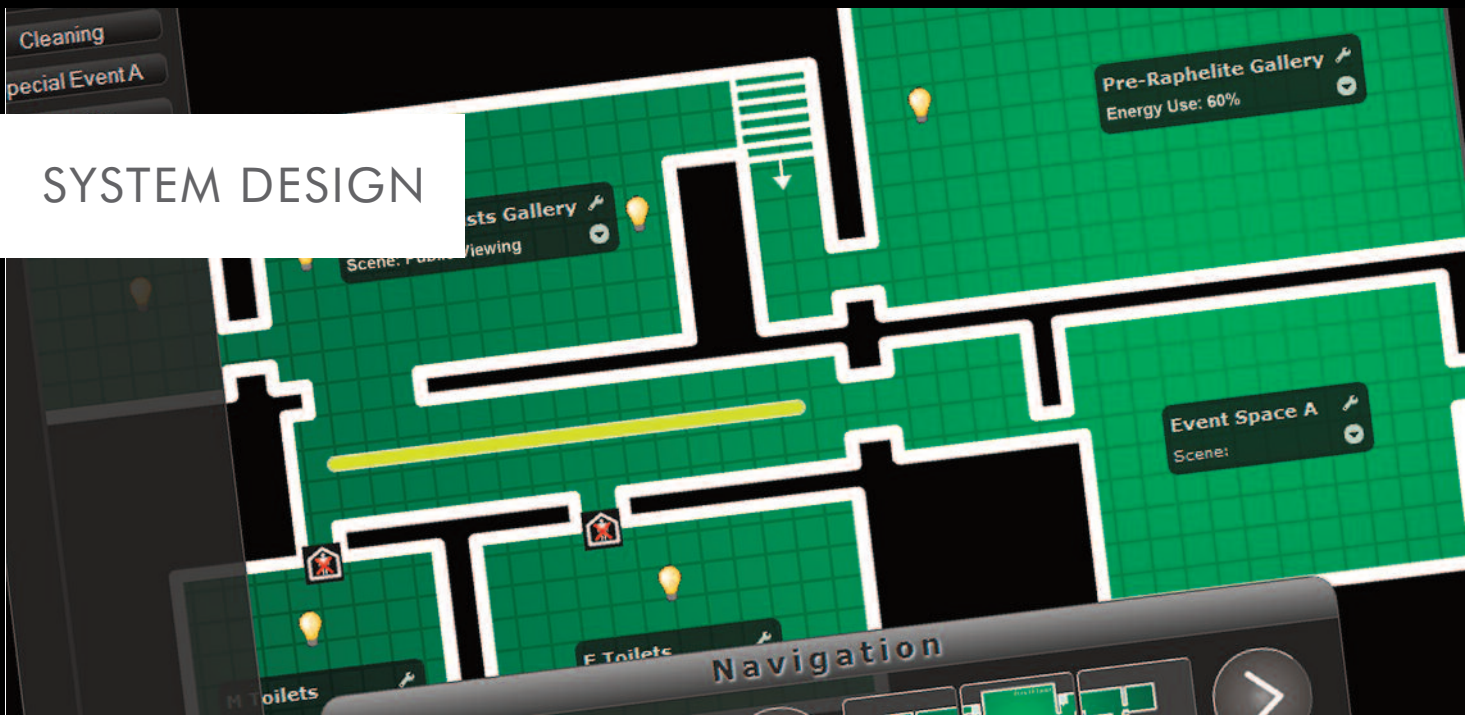 Cleaning
pecial Event A
SYSTEM DESIGN
Pre-Raphelite Gallery
Energy Use: 60%
sts Gallery
Scene: Public Viewing
Event Space A
Scene:
F Toilets
M Toilets
Navigation